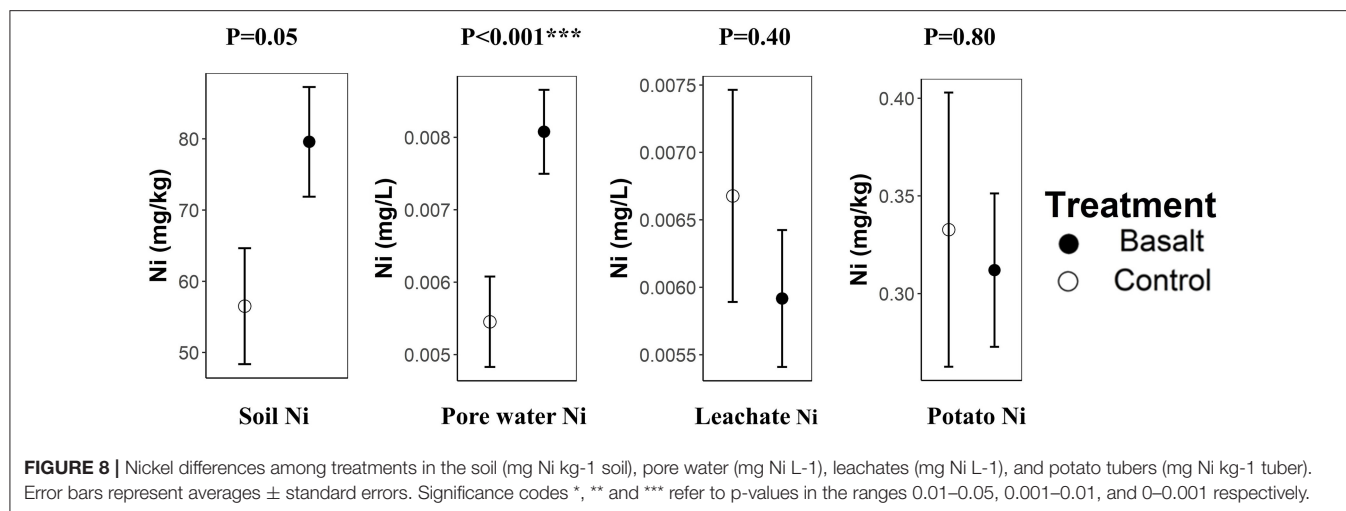 P=0.05
P<0.001***
P=0.40
P=0.80
Ni (mg/kg)
80
70
60
50
Soil Ni
Ni (mg/L)
0.008
0.007
0.006
0.005
Pore water Ni
Ni (mg/L)
0.0075
0.0070
0.0065
0.0060
0.0055
Leachate Ni
Ni (mg/kg)
0.40
0.35
0.30
Potato Ni
Treatment
Basalt
Control
FIGURE 8 | Nickel differences among treatments in the soil (mg Ni kg-1 soil), pore water (mg Ni L-1), leachates (mg Ni L-1), and potato tubers (mg Ni kg-1 tuber).
Error bars represent averages ± standard errors. Significance codes *, ** and *** refer to p-values in the ranges 0.01–0.05, 0.001–0.01, and 0–0.001 respectively.